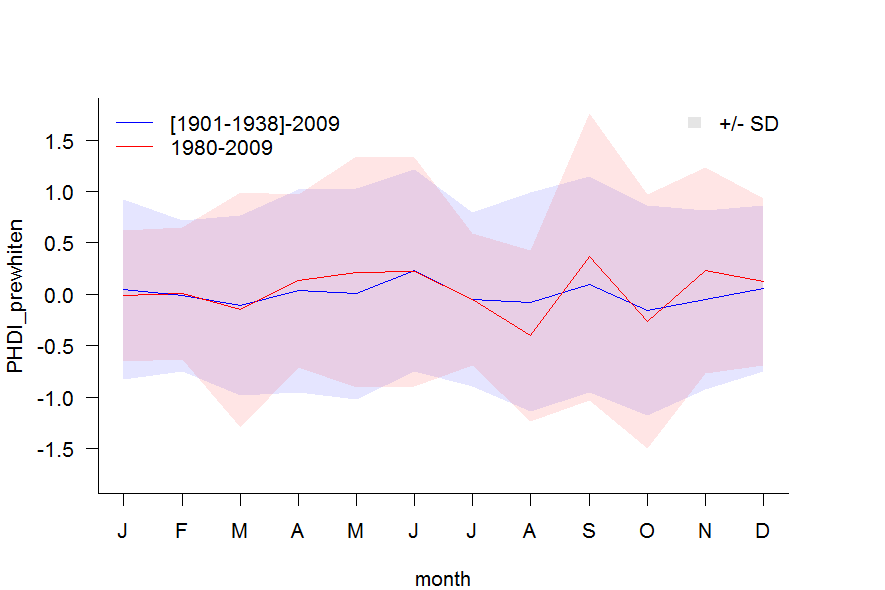 [1901-1938]-2009
1980-2009
+/- SD
1.5
1.0
0.5
0.0
-0.5
-1.0
-1.5
PHDI_prewhiten
J F M A M J J A S O N D
month